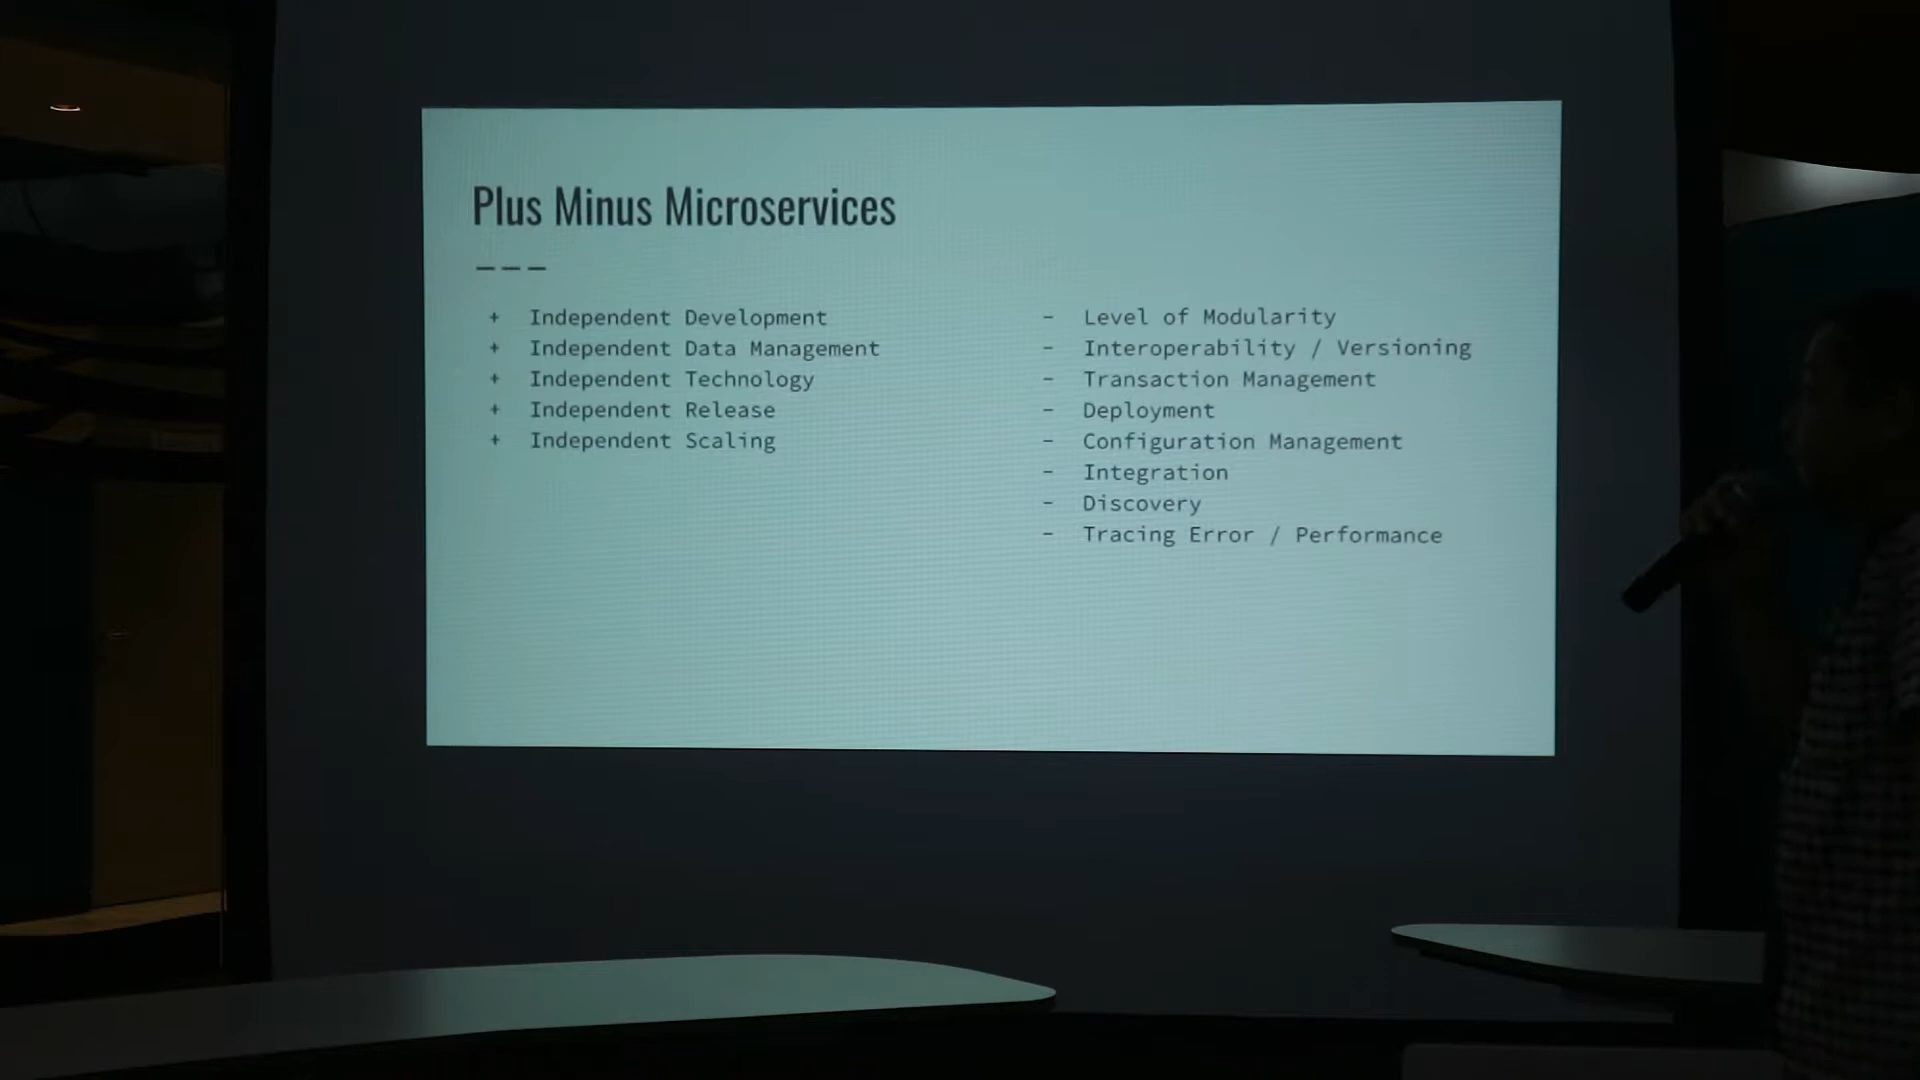 Plus Minus Microservices
---
+ Independent Development
+ Independent Data Management
+ Independent Technology
+ Independent Release
+ Independent Scaling
- Level of Modularity
- Interoperability / Versioning
- Transaction Management
- Deployment
- Configuration Management
- Integration
- Discovery
- Tracing Error / Performance